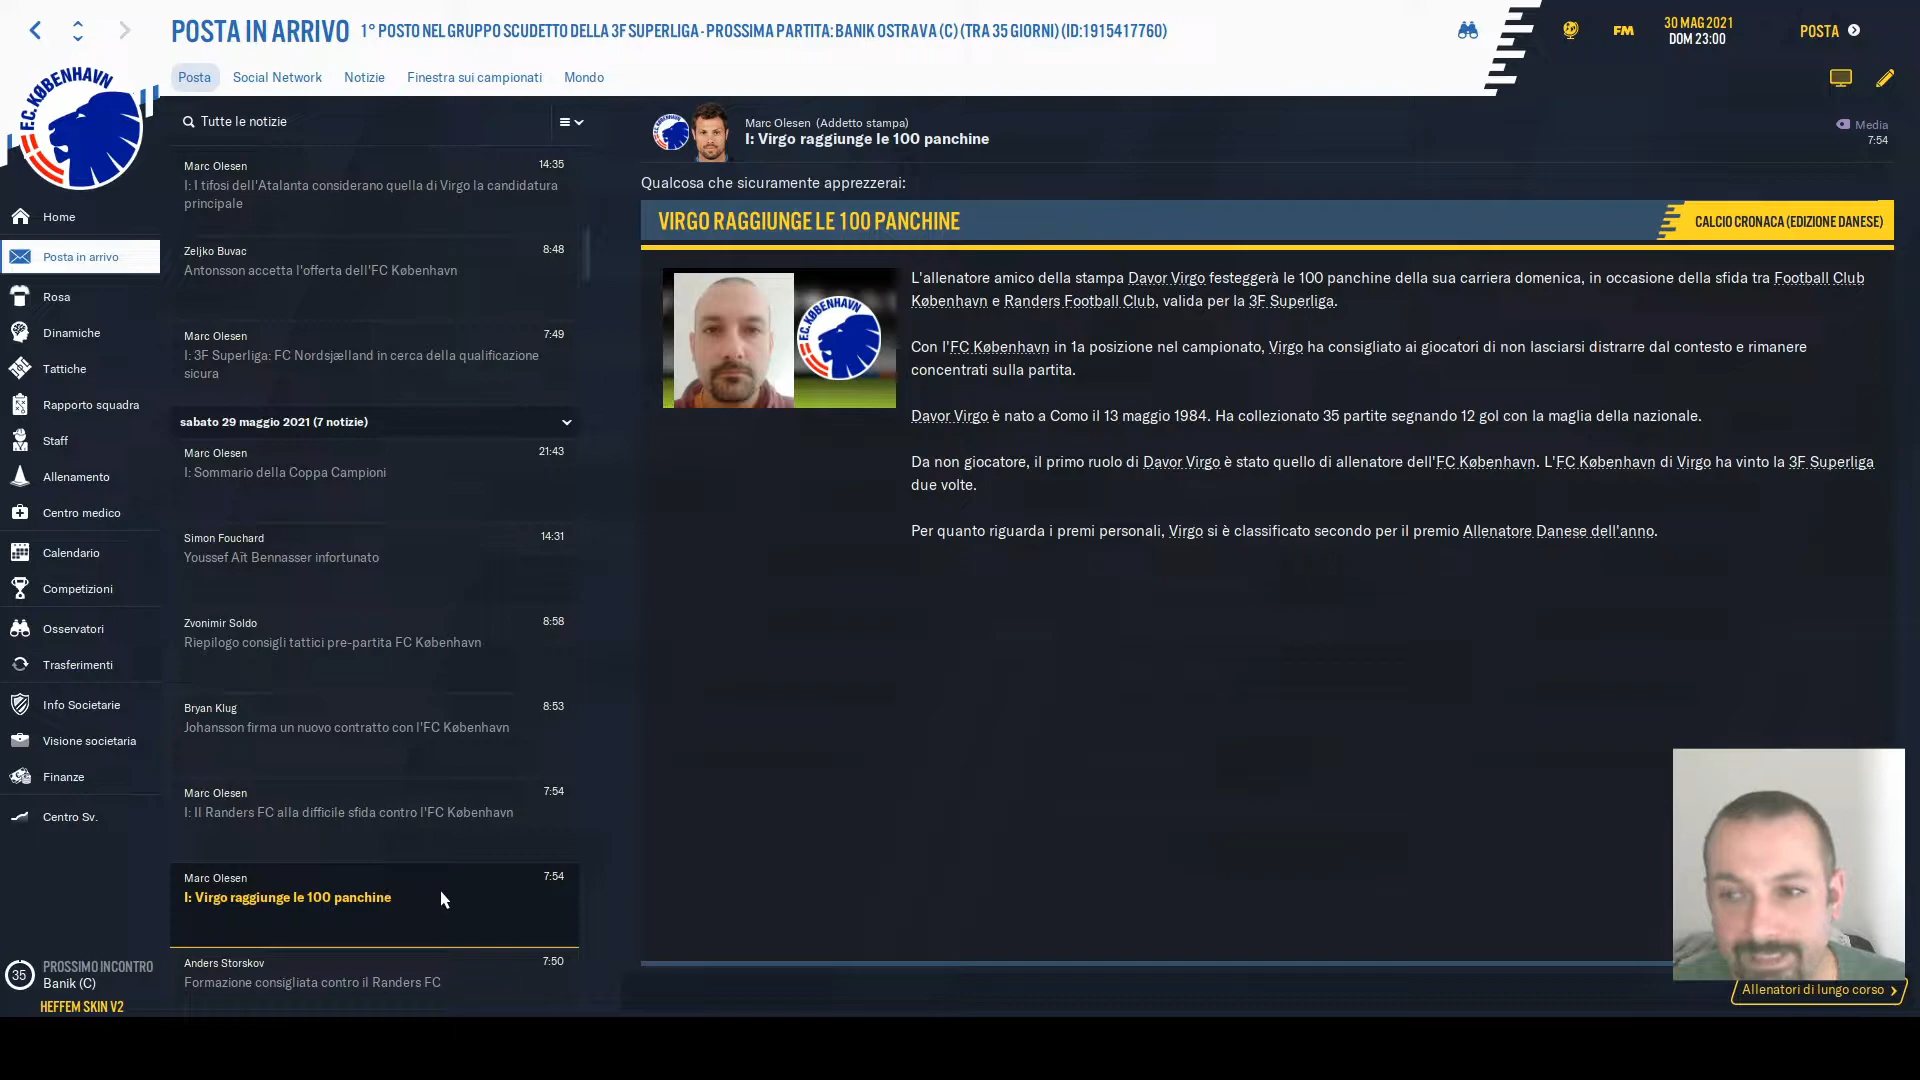 POSTA IN ARRIVO
1° POSTO NEL GRUPPO SCUDETTO DELLA 3F SUPERLIGA - PROSSIMA PARTITA: BANIK OSTRAVA (C) (TRA 35 GIORNI) (ID:1915417760)
FM
30 MAG 2021
DOM 23:00
POSTA
Posta
Social Network
Notizie
Finestra sui campionati
Mondo
F.C. KØBENHAVN
Home
Posta in arrivo
Rosa
Dinamiche
Tattiche
Rapporto squadra
Staff
Allenamento
Centro medico
Calendario
Competizioni
Osservatori
Trasferimenti
Info Societarie
Visione societaria
Finanze
Centro Sv.
35
PROSSIMO INCONTRO
Banik (C)
HEFFEM SKIN V2
Tutte le notizie
Marc Olesen
14:35
I: I tifosi dell'Atalanta considerano quella di Virgo la candidatura
principale
Zeljko Buvac
8:48
Antonsson accetta l'offerta dell'FC København
Marc Olesen
7:49
I: 3F Superliga: FC Nordsjælland in cerca della qualificazione
sicura
sabato 29 maggio 2021 (7 notizie)
Marc Olesen
21:43
I: Sommario della Coppa Campioni
Simon Fouchard
14:31
Youssef Aït Bennasser infortunato
Zvonimir Soldo
8:58
Riepilogo consigli tattici pre-partita FC København
Bryan Klug
8:53
Johansson firma un nuovo contratto con l'FC København
Marc Olesen
7:54
I: Il Randers FC alla difficile sfida contro l'FC København
Marc Olesen
7:54
I: Virgo raggiunge le 100 panchine
Anders Storskov
7:50
Formazione consigliata contro il Randers FC
Marc Olesen (Addetto stampa)
I: Virgo raggiunge le 100 panchine
Media
7:54
Qualcosa che sicuramente apprezzerai:
VIRGO RAGGIUNGE LE 100 PANCHINE
CALCIO CRONACA (EDIZIONE DANESE)
F.C. KØBENHAVN
L'allenatore amico della stampa Davor Virgo festeggerà le 100 panchine della sua carriera domenica, in occasione della sfida tra Football Club
København e Randers Football Club, valida per la 3F Superliga.
Con l'FC København in 1a posizione nel campionato, Virgo ha consigliato ai giocatori di non lasciarsi distrarre dal contesto e rimanere
concentrati sulla partita.
Davor Virgo è nato a Como il 13 maggio 1984. Ha collezionato 35 partite segnando 12 gol con la maglia della nazionale.
Da non giocatore, il primo ruolo di Davor Virgo è stato quello di allenatore dell'FC København. L'FC København di Virgo ha vinto la 3F Superliga
due volte.
Per quanto riguarda i premi personali, Virgo si è classificato secondo per il premio Allenatore Danese dell'anno.
Allenatori di lungo corso